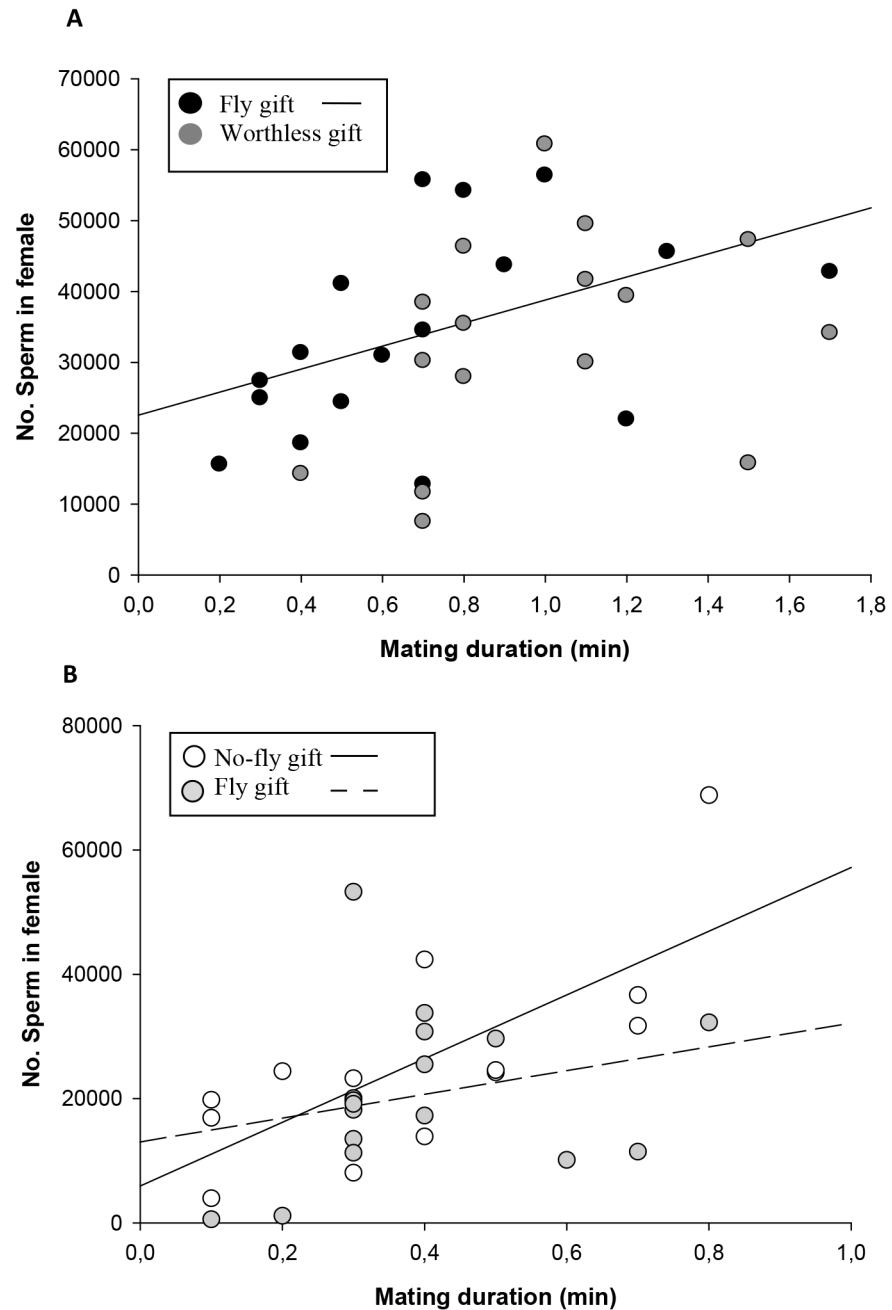 A
70000
60000
50000
40000
30000
20000
10000
0
No. Sperm in female
Fly gift
Worthless gift
0,0 0,2 0,4 0,6 0,8 1,0 1,2 1,4 1,6 1,8
Mating duration (min)
B
80000
60000
40000
20000
0
No. Sperm in female
No-fly gift
Fly gift
0,0 0,2 0,4 0,6 0,8 1,0
Mating duration (min)